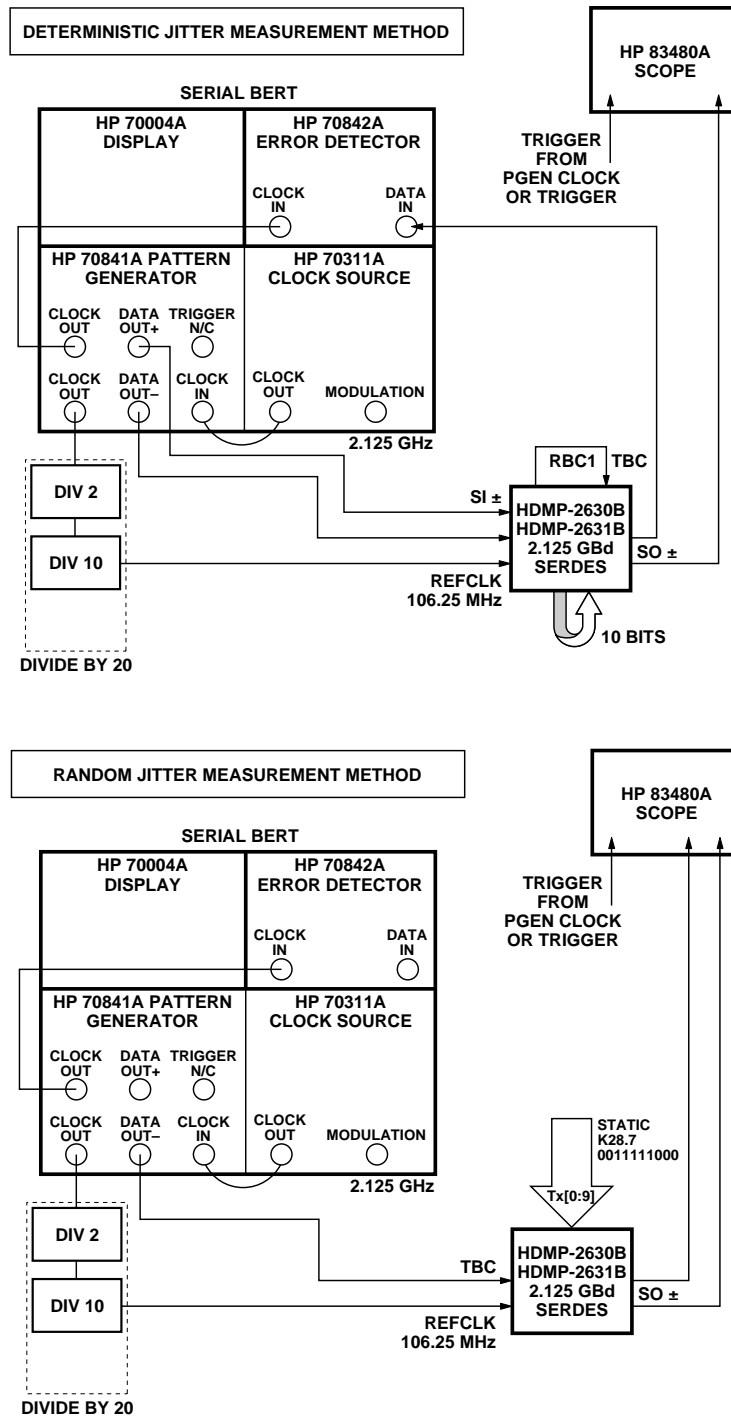 DETERMINISTIC JITTER MEASUREMENT METHOD
HP 83480A
SCOPE
SERIAL BERT
HP 70004A
DISPLAY
HP 70842A
ERROR DETECTOR
TRIGGER
FROM
PGEN CLOCK
OR TRIGGER
CLOCK
IN
DATA
IN
HP 70841A PATTERN
GENERATOR
HP 70311A
CLOCK SOURCE
CLOCK
OUT
DATA
OUT+
TRIGGER
N/C
CLOCK
OUT
DATA
OUT–
CLOCK
IN
CLOCK
OUT
MODULATION
2.125 GHz
DIV 2
DIV 10
DIVIDE BY 20
RBC1
TBC
SI ±
HDMP-2630B
HDMP-2631B
2.125 GBd
SERDES
SO ±
REFCLK
106.25 MHz
10 BITS
RANDOM JITTER MEASUREMENT METHOD
HP 83480A
SCOPE
SERIAL BERT
HP 70004A
DISPLAY
HP 70842A
ERROR DETECTOR
TRIGGER
FROM
PGEN CLOCK
OR TRIGGER
CLOCK
IN
DATA
IN
HP 70841A PATTERN
GENERATOR
HP 70311A
CLOCK SOURCE
CLOCK
OUT
DATA
OUT+
TRIGGER
N/C
CLOCK
OUT
DATA
OUT–
CLOCK
IN
CLOCK
OUT
MODULATION
2.125 GHz
STATIC
K28.7
0011111000
Tx[0:9]
DIV 2
DIV 10
DIVIDE BY 20
TBC
HDMP-2630B
HDMP-2631B
2.125 GBd
SERDES
SO ±
REFCLK
106.25 MHz